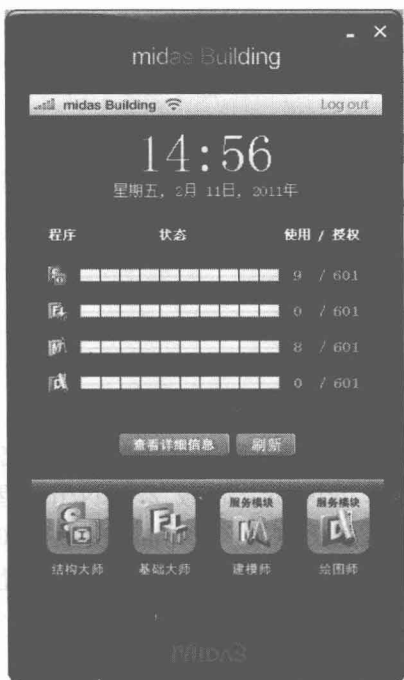 midas Building
midas Building Log out
14:56
星期五, 2月 11日, 2011年
程序 状态 使用 / 授权
9 / 601
0 / 601
8 / 601
0 / 601
查看详细信息 刷新
服务模块 服务模块
结构大师 基础大师 建模师 绘图师
MIDAS